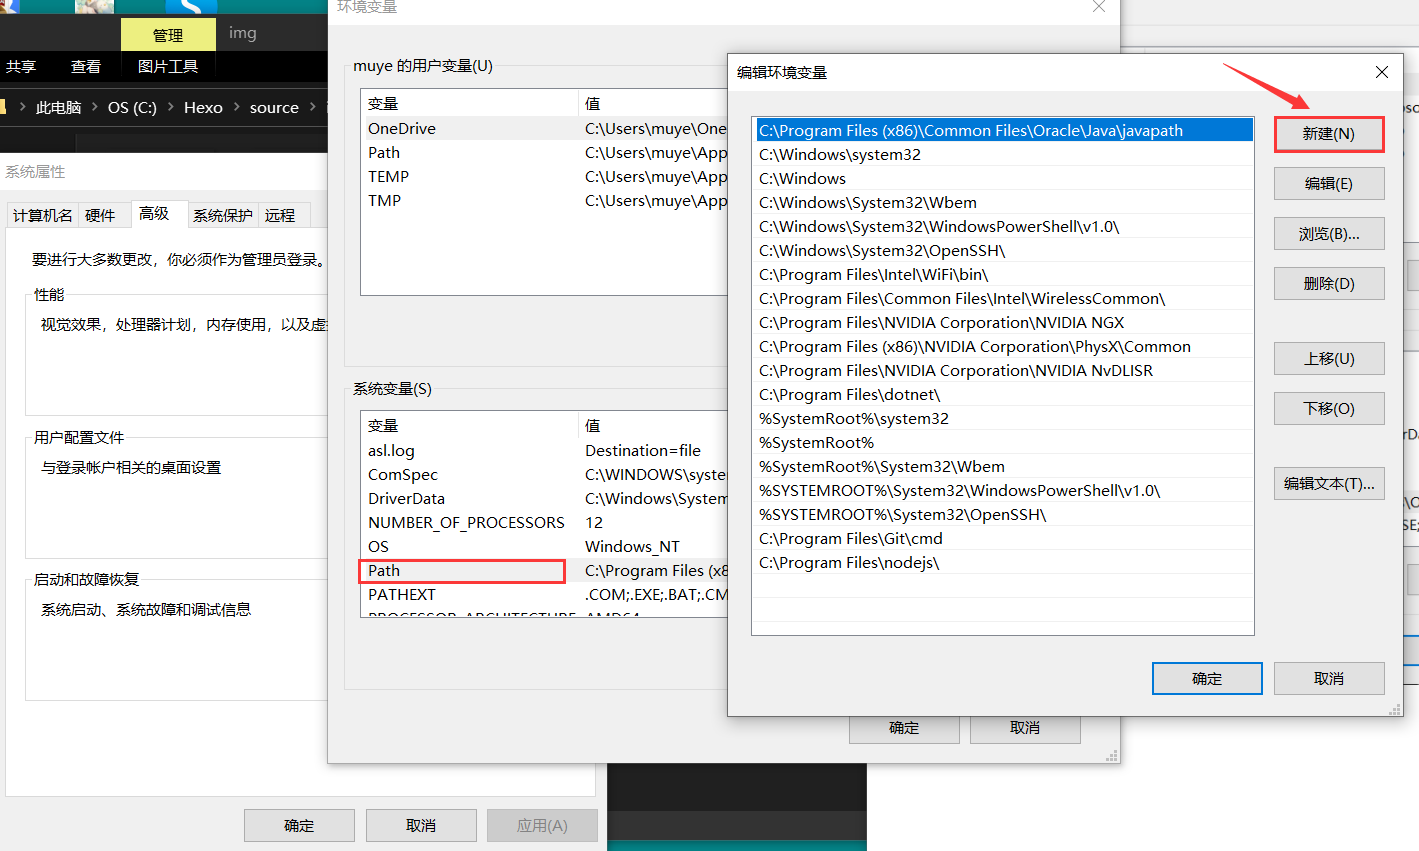 管理
img
共享
查看
图片工具
此电脑
OS (C:)
Hexo
source
系统属性
计算机名
硬件
高级
系统保护
远程
要进行大多数更改，你必须作为管理员登录。
性能
视觉效果，处理器计划，内存使用，以及虚
用户配置文件
与登录帐户相关的桌面设置
启动和故障恢复
系统启动、系统故障和调试信息
确定
取消
应用(A)
环境变量
muye 的用户变量(U)
变量
值
OneDrive
C:\Users\muye\One
Path
C:\Users\muye\App
TEMP
C:\Users\muye\App
TMP
C:\Users\muye\App
系统变量(S)
变量
值
asl.log
Destination=file
ComSpec
C:\WINDOWS\syste
DriverData
C:\Windows\System
NUMBER_OF_PROCESSORS
12
OS
Windows_NT
Path
C:\Program Files (x8
PATHEXT
.COM;.EXE;.BAT;.CM
PROCESSOR_ARCHITECTURE
AMD64
确定
取消
编辑环境变量
C:\Program Files (x86)\Common Files\Oracle\Java\javapath
C:\Windows\system32
C:\Windows
C:\Windows\System32\Wbem
C:\Windows\System32\WindowsPowerShell\v1.0\
C:\Windows\System32\OpenSSH\
C:\Program Files\Intel\WiFi\bin\
C:\Program Files\Common Files\Intel\WirelessCommon\
C:\Program Files\NVIDIA Corporation\NVIDIA NGX
C:\Program Files (x86)\NVIDIA Corporation\PhysX\Common
C:\Program Files\NVIDIA Corporation\NVIDIA NvDLISR
C:\Program Files\dotnet\
%SystemRoot%\system32
%SystemRoot%
%SystemRoot%\System32\Wbem
%SYSTEMROOT%\System32\WindowsPowerShell\v1.0\
%SYSTEMROOT%\System32\OpenSSH\
C:\Program Files\Git\cmd
C:\Program Files\nodejs\
新建(N)
编辑(E)
浏览(B)...
删除(D)
上移(U)
下移(O)
编辑文本(T)...
确定
取消